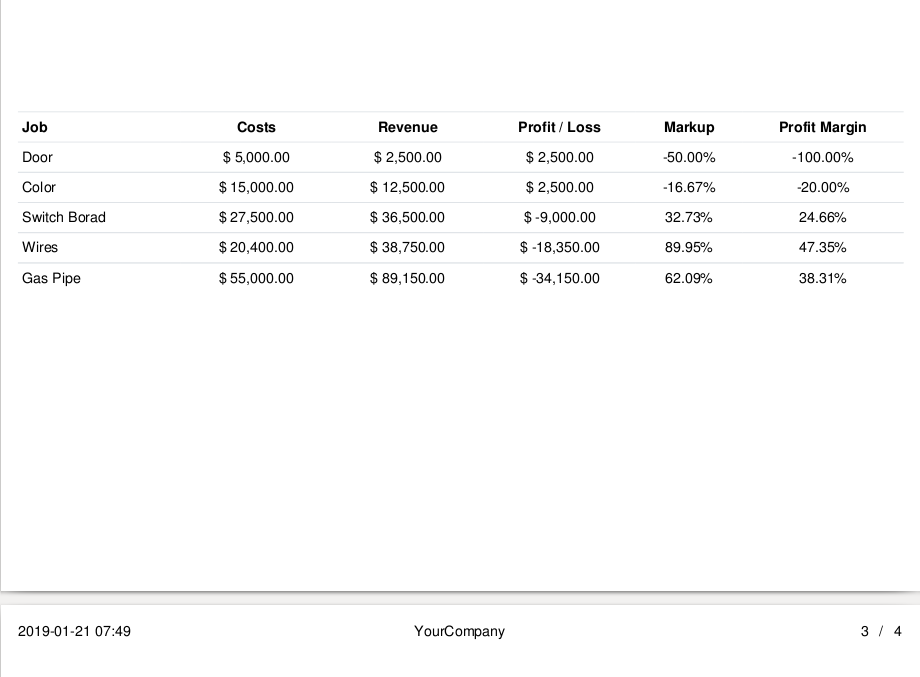 Job Costs Revenue Profit / Loss Markup Profit Margin
Door $ 5,000.00 $ 2,500.00 $ 2,500.00 -50.00% -100.00%
Color $ 15,000.00 $ 12,500.00 $ 2,500.00 -16.67% -20.00%
Switch Borad $ 27,500.00 $ 36,500.00 $ -9,000.00 32.73% 24.66%
Wires $ 20,400.00 $ 38,750.00 $ -18,350.00 89.95% 47.35%
Gas Pipe $ 55,000.00 $ 89,150.00 $ -34,150.00 62.09% 38.31%
2019-01-21 07:49 YourCompany 3 / 4